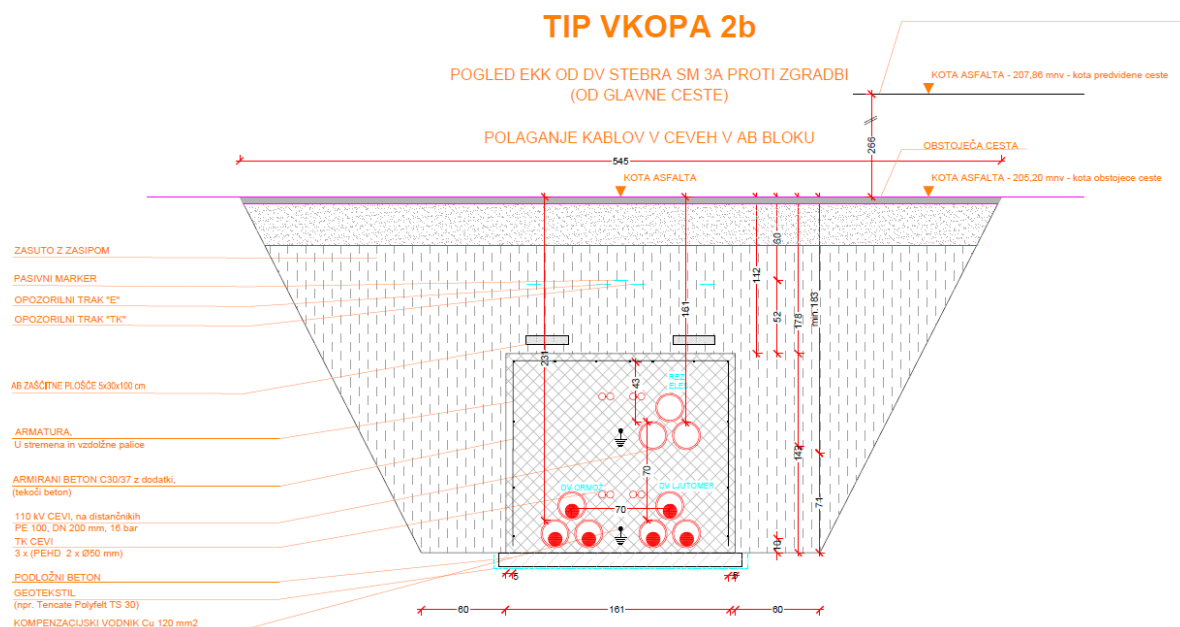 TIP VKOPA 2b
POGLED EKK OD DV STEBRA SM 3A PROTI ZGRADBI
(OD GLAVNE CESTE)
POLAGANJE KABLOV V CEVEH V AB BLOKU
KOTA ASFALTA - 207,86 mnv - kota predvidene ceste
266
OBSTOJEČA CESTA
545
KOTA ASFALTA
KOTA ASFALTA - 205,20 mnv - kota obstojece ceste
ZASUTO Z ZASIPOM
PASIVNI MARKER
OPOZORILNI TRAK "E"
OPOZORILNI TRAK "TK"
AB ZAŠČITNE PLOŠČE 5x30x100 cm
ARMATURA,
U stremena in vzdolžne palice
ARMIRANI BETON C30/37 z dodatki,
(tekoči beton)
110 kV CEVI, na distančnikih
PE 100, DN 200 mm, 16 bar
TK CEVI
3 x (PEHD 2 x Ø50 mm)
PODLOŽNI BETON
GEOTEKSTIL
(npr. Tencate Polyfelt TS 30)
KOMPENZACIJSKI VODNIK Cu 120 mm2
231
161
112
60
52
178
min.183
43
REZ
ELES
70
142
71
DV ORMOŽ
DV LJUTOMER
70
10
5
60
161
60